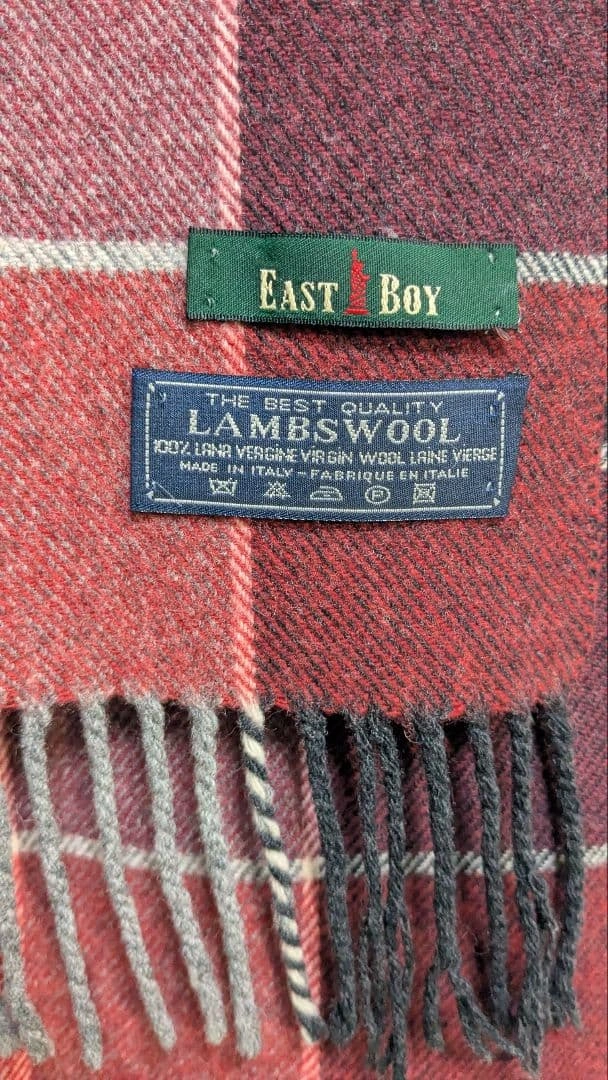 EAST BOY
THE BEST QUALITY
LAMBSWOOL
100% LANA VERGINE VIRGIN WOOL LAINE VIERGE
MADE IN ITALY - FABRIQUE EN ITALIE
P